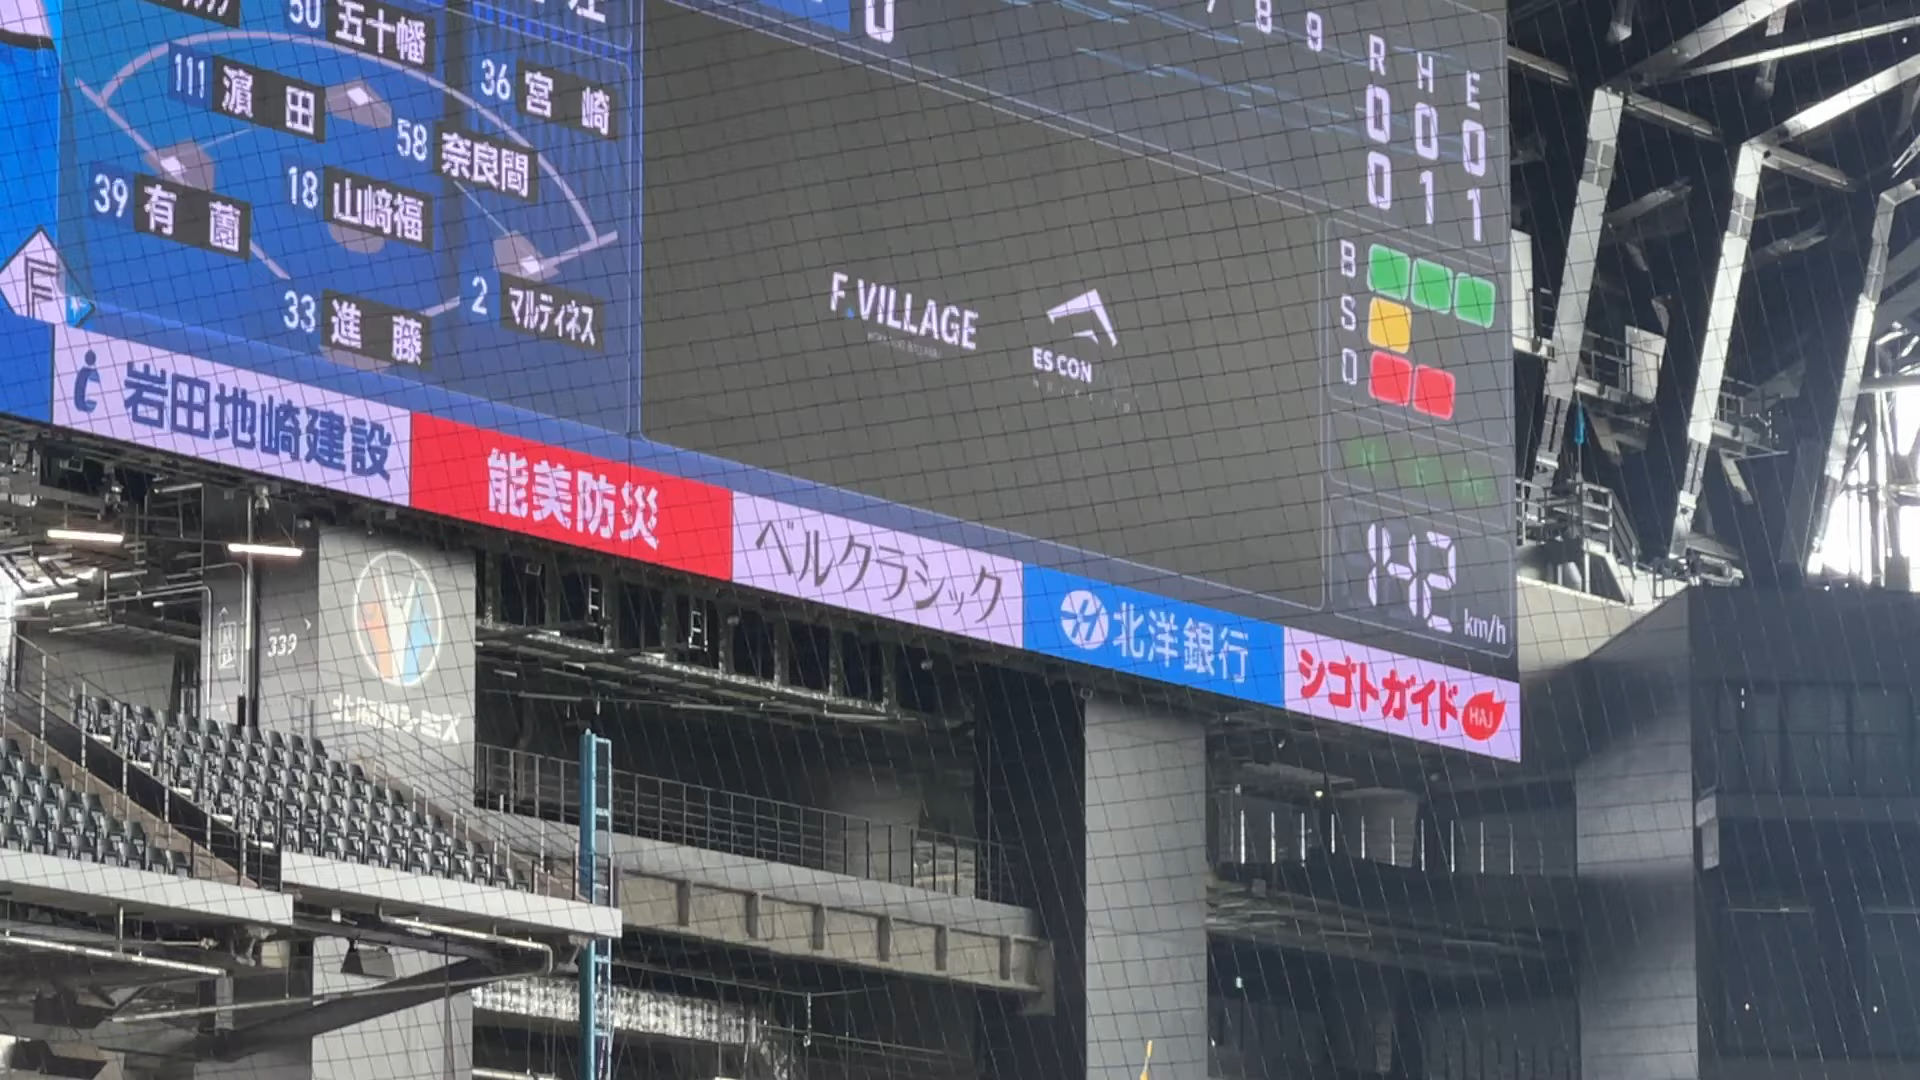 50 五十幡
0
8 9
R H E
111 濵田
36 宮崎
0 0 0
58 奈良間
0 1 1
39 有薗
18 山﨑福
33 進藤
2 マルティネス
F VILLAGE
ES CON
B
S
O
142 km/h
岩田地崎建設
能美防災
ベルクラシック
北洋銀行
シゴトガイド HAJ
339